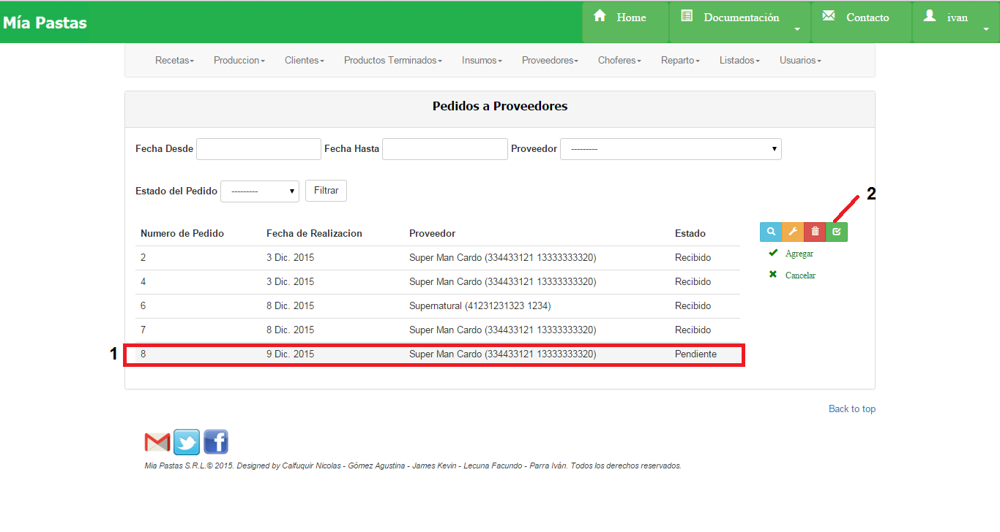 Mía Pastas
Home
Documentación
Contacto
ivan
Recetas
Produccion
Clientes
Productos Terminados
Insumos
Proveedores
Choferes
Reparto
Listados
Usuarios
Pedidos a Proveedores
Fecha Desde
Fecha Hasta
Proveedor
---------
Estado del Pedido
---------
Filtrar
2
Numero de Pedido Fecha de Realizacion Proveedor Estado
2 3 Dic. 2015 Super Man Cardo (334433121 13333333320) Recibido
Agregar
4 3 Dic. 2015 Super Man Cardo (334433121 13333333320) Recibido
Cancelar
6 8 Dic. 2015 Supernatural (41231231323 1234) Recibido
7 8 Dic. 2015 Super Man Cardo (334433121 13333333320) Recibido
1
8 9 Dic. 2015 Super Man Cardo (334433121 13333333320) Pendiente
Back to top
Mia Pastas S.R.L.© 2015. Designed by Calfuquir Nicolas - Gómez Agustina - James Kevin - Lecuna Facundo - Parra Iván. Todos los derechos reservados.